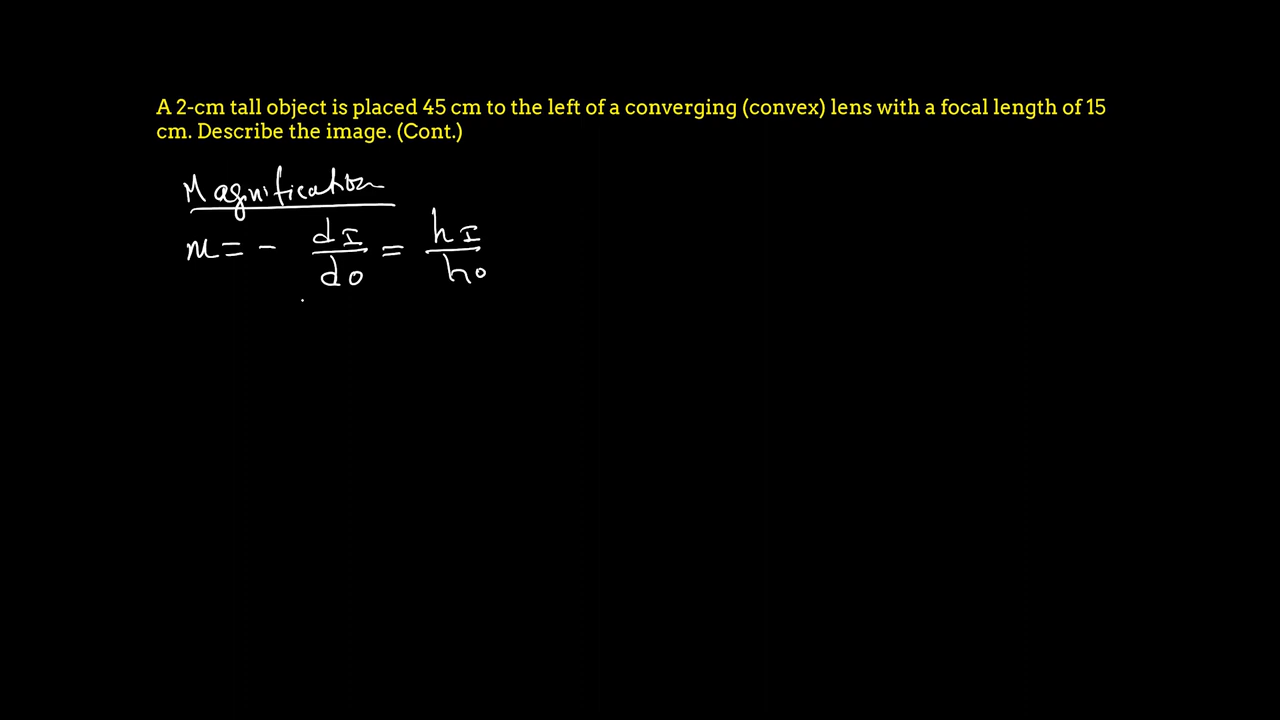 A 2-cm tall object is placed 45 cm to the left of a converging (convex) lens with a focal length of 15
cm. Describe the image. (Cont.)
Magnification
m = - dI/do = hI/ho